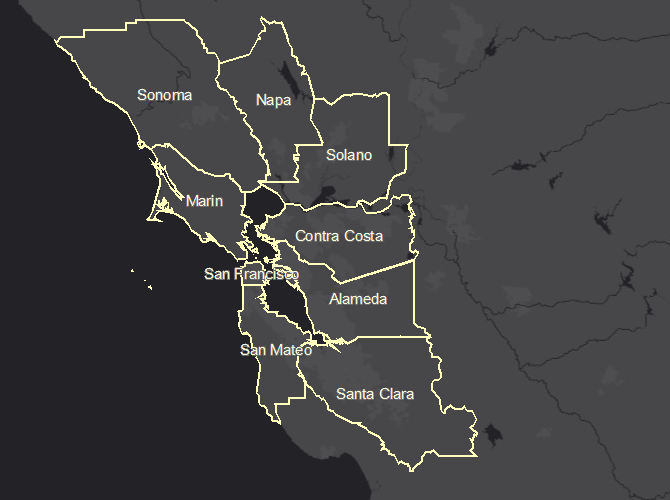 Sonoma
Napa
Solano
Marin
Contra Costa
San Francisco
Alameda
San Mateo
Santa Clara